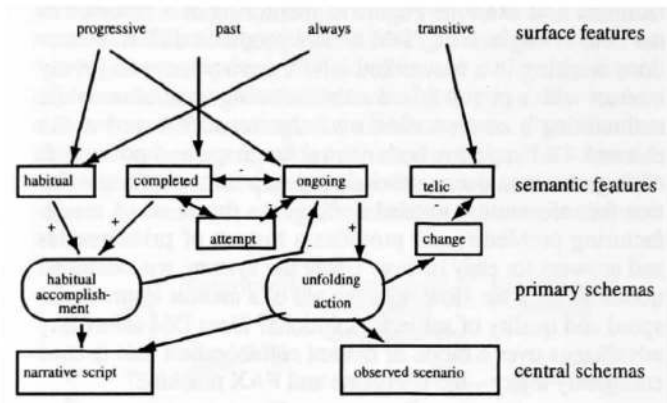 progressive past always transitive surface features
habitual completed ongoing telic semantic features
- -
+ + attempt + change
habitual accomplish- ment unfolding action primary schemas
narrative script observed scenario central schemas